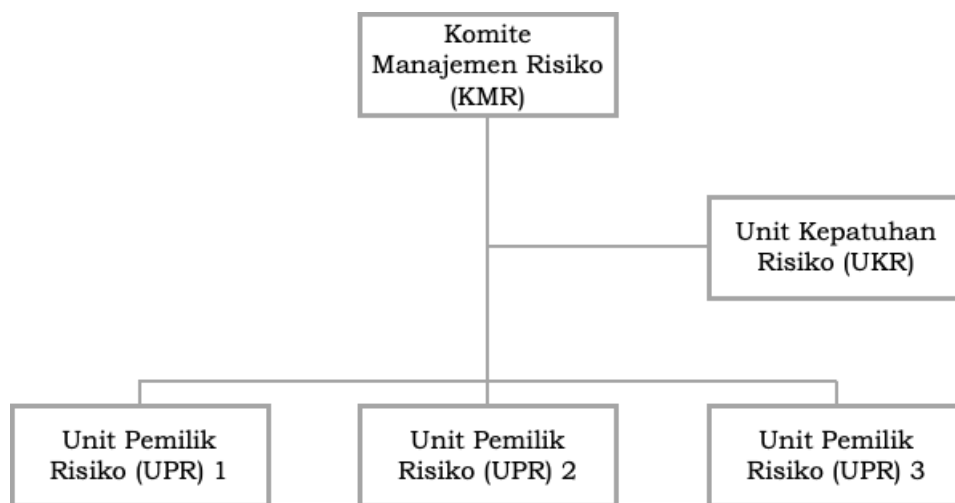 Komite
Manajemen Risiko
(KMR)
Unit Kepatuhan
Risiko (UKR)
Unit Pemilik
Risiko (UPR) 1
Unit Pemilik
Risiko (UPR) 2
Unit Pemilik
Risiko (UPR) 3